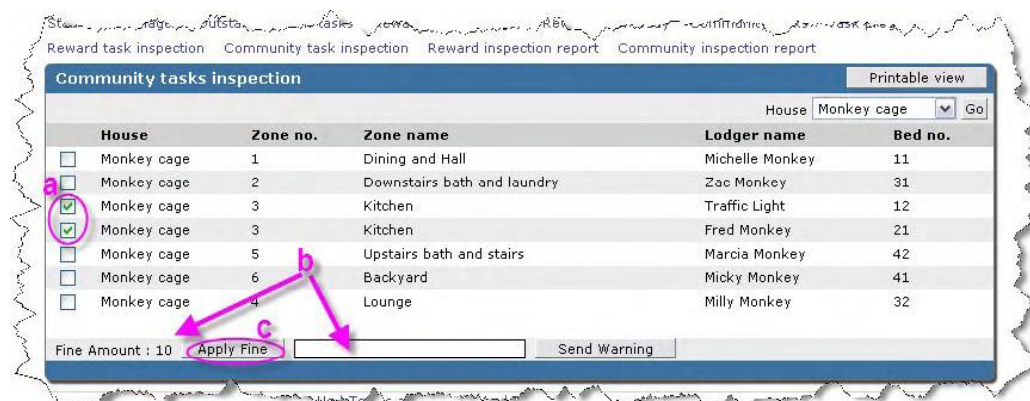 Reward task inspection Community task inspection Reward inspection report Community inspection report
Community tasks inspection Printable view
House Monkey cage Go
House Zone no. Zone name Lodger name Bed no.
Monkey cage 1 Dining and Hall Michelle Monkey 11
a Monkey cage 2 Downstairs bath and laundry Zac Monkey 31
Monkey cage 3 Kitchen Traffic Light 12
Monkey cage 3 Kitchen Fred Monkey 21
Monkey cage 5 Upstairs bath and stairs Marcia Monkey 42
b
Monkey cage 6 Backyard Micky Monkey 41
Monkey cage 4 Lounge Milly Monkey 32
c
Fine Amount : 10 Apply Fine Send Warning